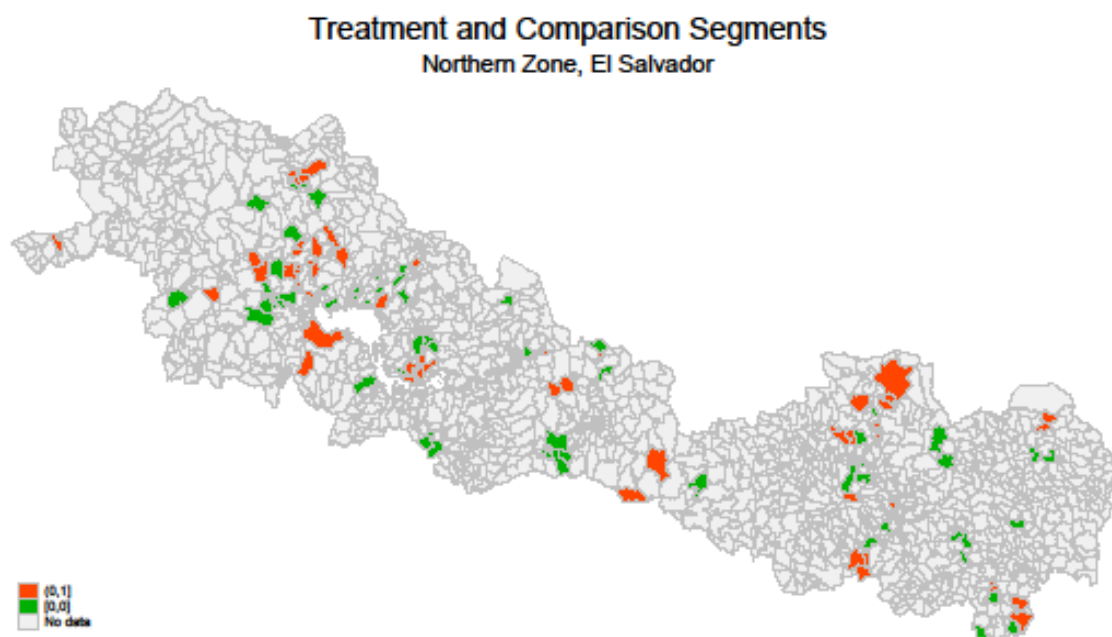 Treatment and Comparison Segments
Northern Zone, El Salvador
(0,1]
[0,0]
No data